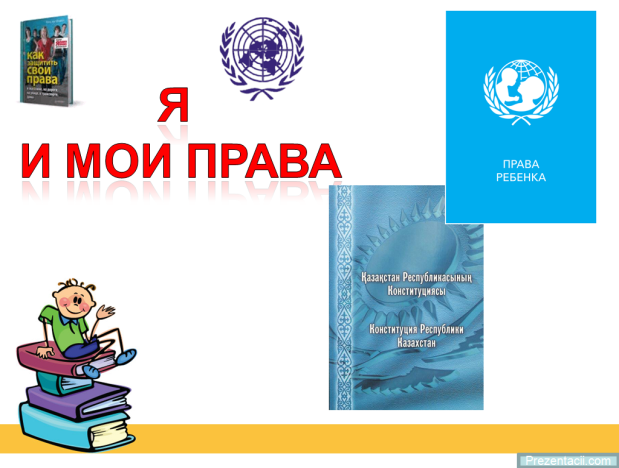 как
защитить
свои
права
Я
И МОИ ПРАВА
ПРАВА
РЕБЕНКА
Қазақстан Республикасының
Конституциясы
Конституция Республики
Казахстан
Prezentacii.com